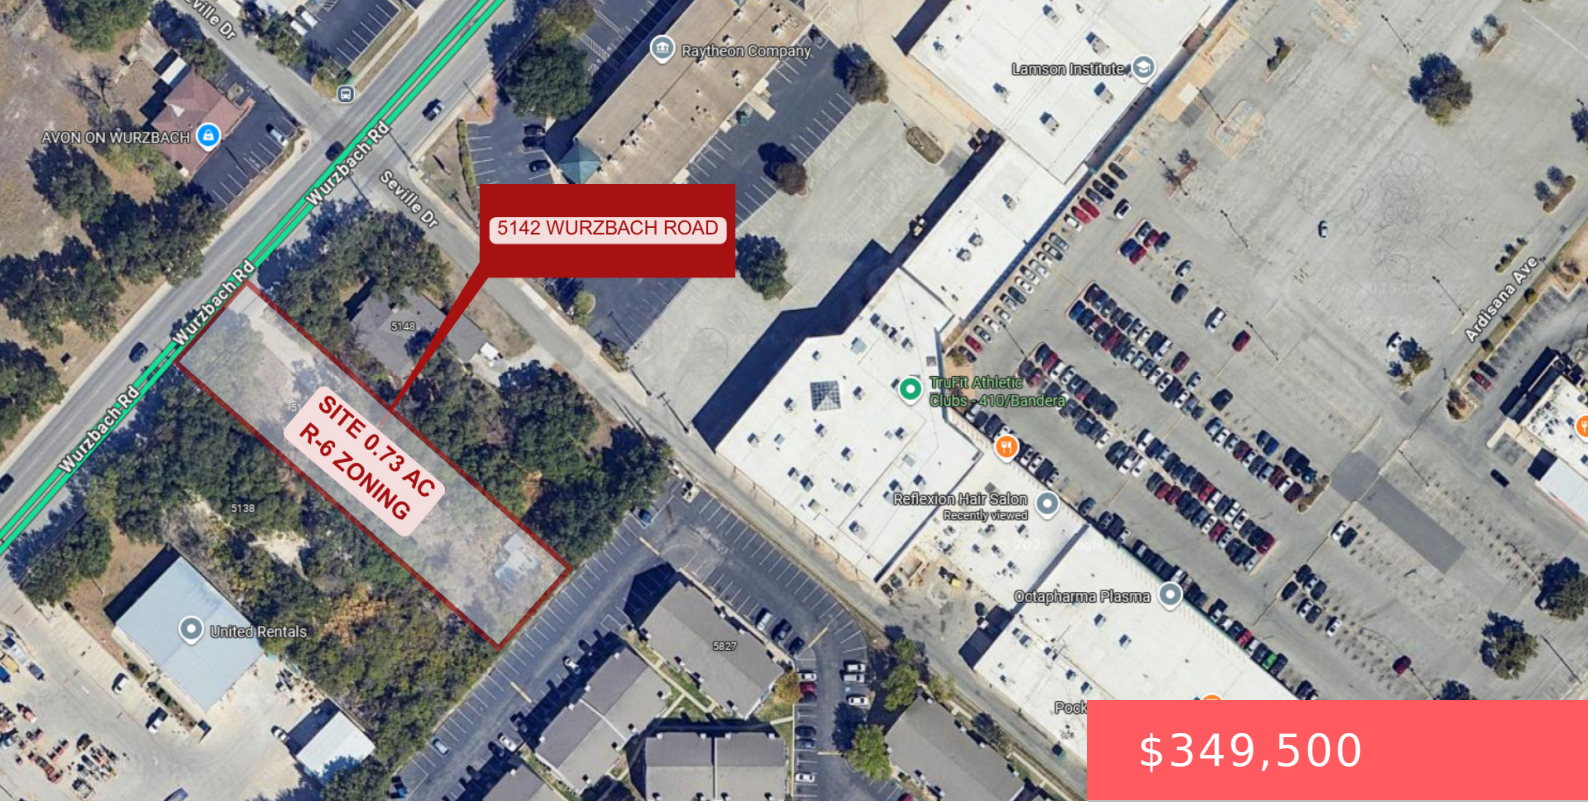 Seville Dr
Raytheon Company
Lamson Institute
AVON ON WURZBACH
Wurzbach Rd
Seville Dr
5142 WURZBACH ROAD
Wurzbach Rd
Ardisana Ave
5148
TruFit Athletic
Clubs - 410/Bandera
Wurzbach Rd
SITE 0.73 AC
R-6 ZONING
5138
Reflexion Hair Salon
Recently viewed
Octapharma Plasma
United Rentals
5827
Pock
$349,500